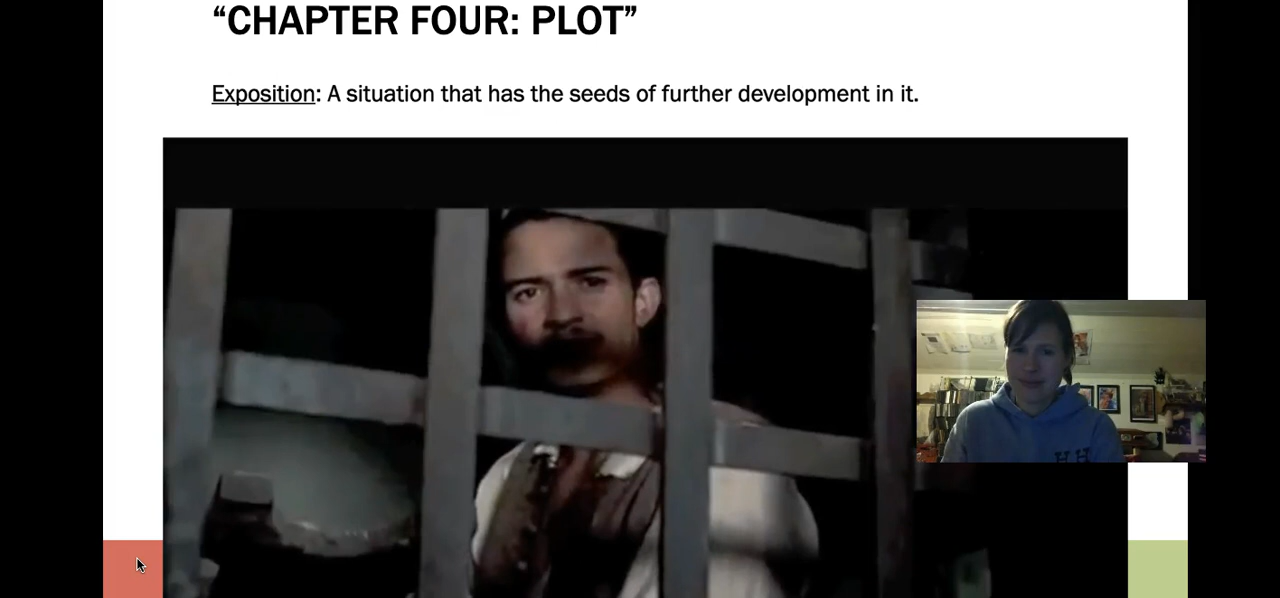 “CHAPTER FOUR: PLOT”
Exposition: A situation that has the seeds of further development in it.
H H